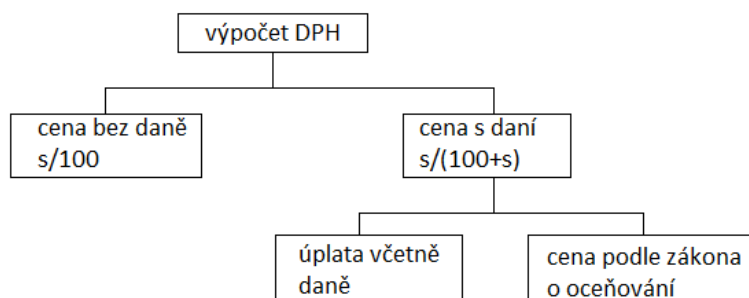 výpočet DPH
cena bez daně
s/100
cena s daní
s/(100+s)
úplata včetně
daně
cena podle zákona
o oceňování